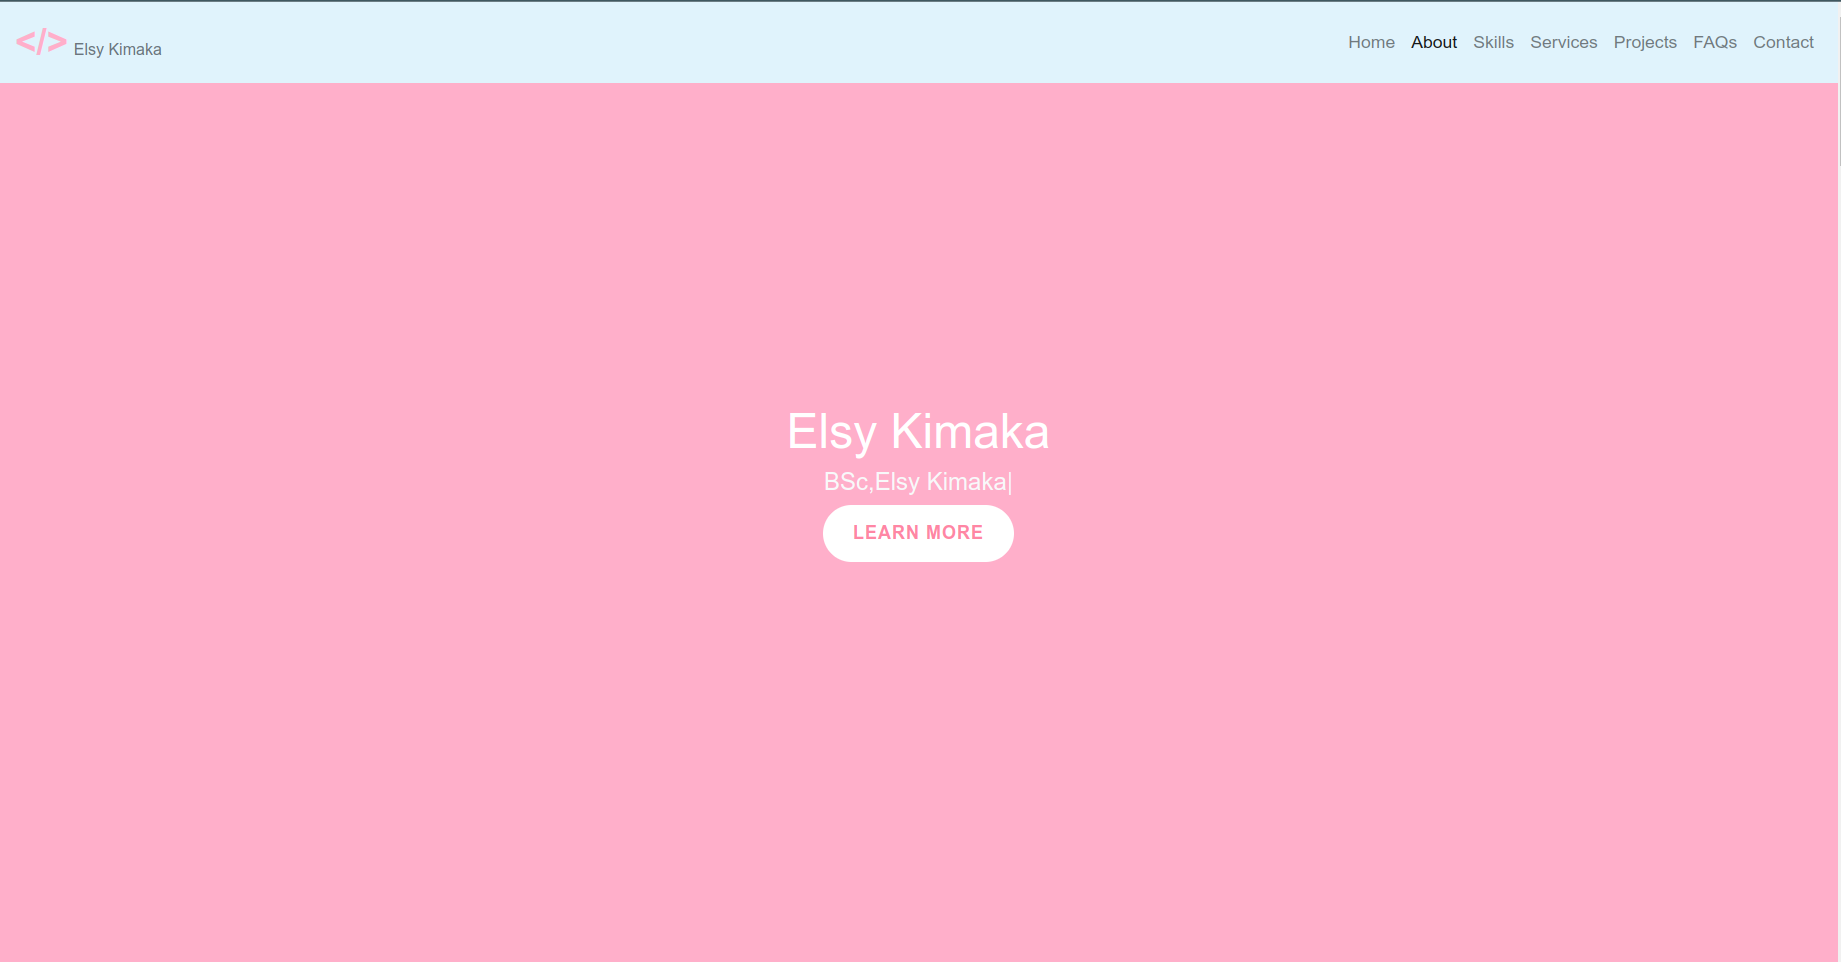 </> Elsy Kimaka
Home About Skills Services Projects FAQs Contact
Elsy Kimaka
BSc,Elsy Kimaka|
LEARN MORE